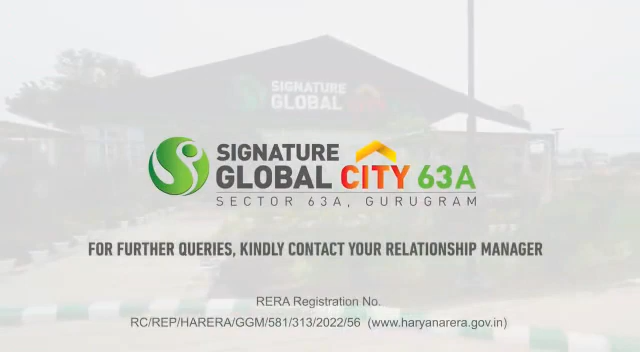 SIGNATURE
GLOBAL
SIGNATURE
GLOBAL CITY 63A
SECTOR 63A, GURUGRAM
FOR FURTHER QUERIES, KINDLY CONTACT YOUR RELATIONSHIP MANAGER
RERA Registration No.
RC/REP/HARERA/GGM/581/313/2022/56 (www.haryanarera.gov.in)